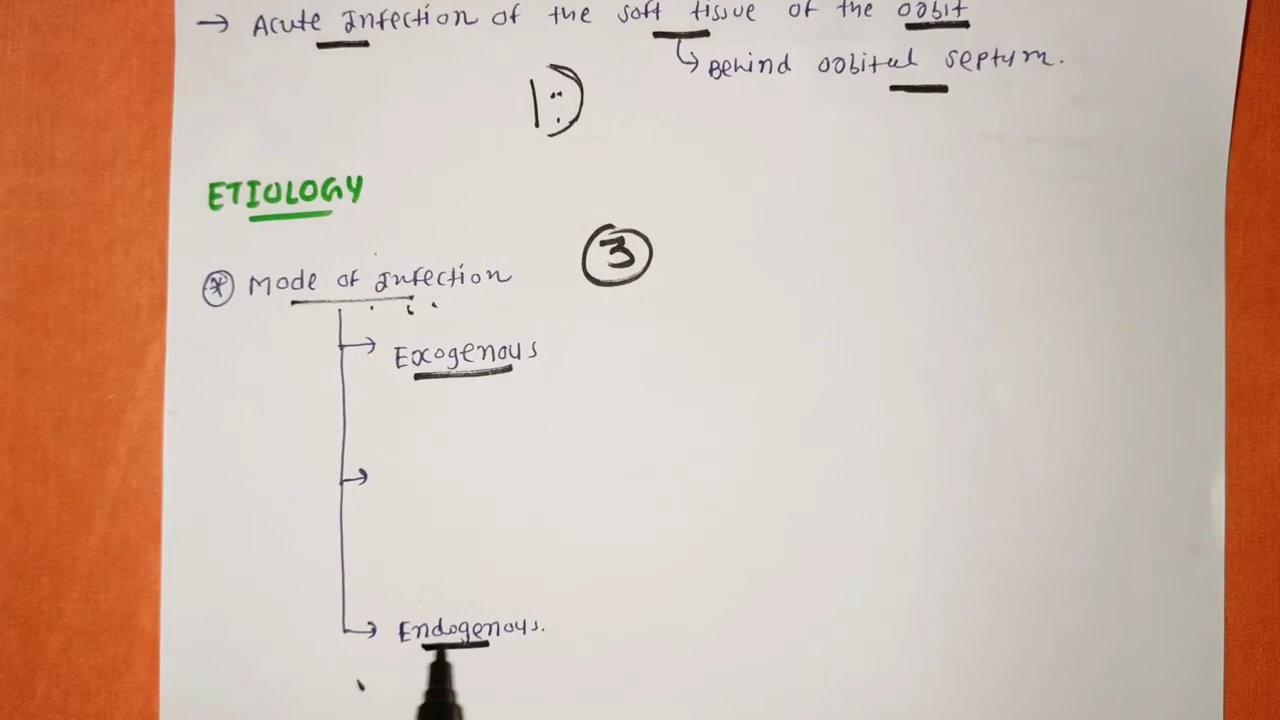 → Acute Infection of the soft tissue of the orbit
↳ Behind orbital septum.
ETIOLOGY
* Mode of Infection
3
→ Exogenous
→
→ Endogenous.